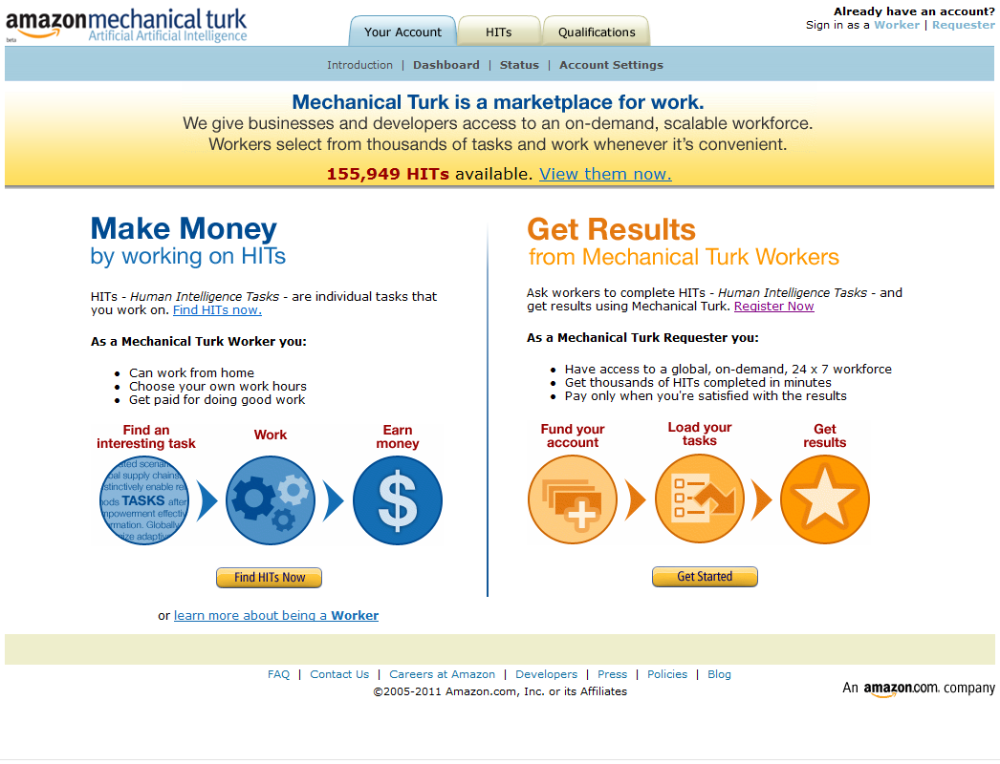 amazonmechanical turk
beta
Artificial Artificial Intelligence
Your Account
HITs
Qualifications
Already have an account?
Sign in as a Worker | Requester
Introduction | Dashboard | Status | Account Settings
Mechanical Turk is a marketplace for work.
We give businesses and developers access to an on-demand, scalable workforce.
Workers select from thousands of tasks and work whenever it's convenient.
155,949 HITs available. View them now.
Make Money
by working on HITs
HITs - Human Intelligence Tasks - are individual tasks that
you work on. Find HITs now.
As a Mechanical Turk Worker you:
• Can work from home
• Choose your own work hours
• Get paid for doing good work
Find an
interesting task
Work
Earn
money
ted scenar
bal supply chains
stinctively enable re
ods TASKS after
mpowerment effectiv
rmation. Globally
ize adaptiv
$
Find HITs Now
or learn more about being a Worker
Get Results
from Mechanical Turk Workers
Ask workers to complete HITs - Human Intelligence Tasks - and
get results using Mechanical Turk. Register Now
As a Mechanical Turk Requester you:
• Have access to a global, on-demand, 24 x 7 workforce
• Get thousands of HITs completed in minutes
• Pay only when you're satisfied with the results
Fund your
account
Load your
tasks
Get
results
Get Started
FAQ | Contact Us | Careers at Amazon | Developers | Press | Policies | Blog
©2005-2011 Amazon.com, Inc. or its Affiliates
An amazon.com. company